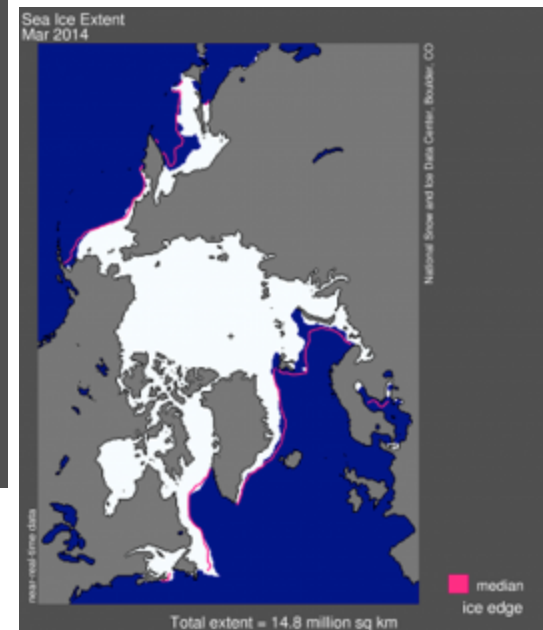 Sea Ice Extent
Mar 2014
National Snow and Ice Data Center, Boulder, CO
near-real-time data
median
ice edge
Total extent = 14.8 million sq km